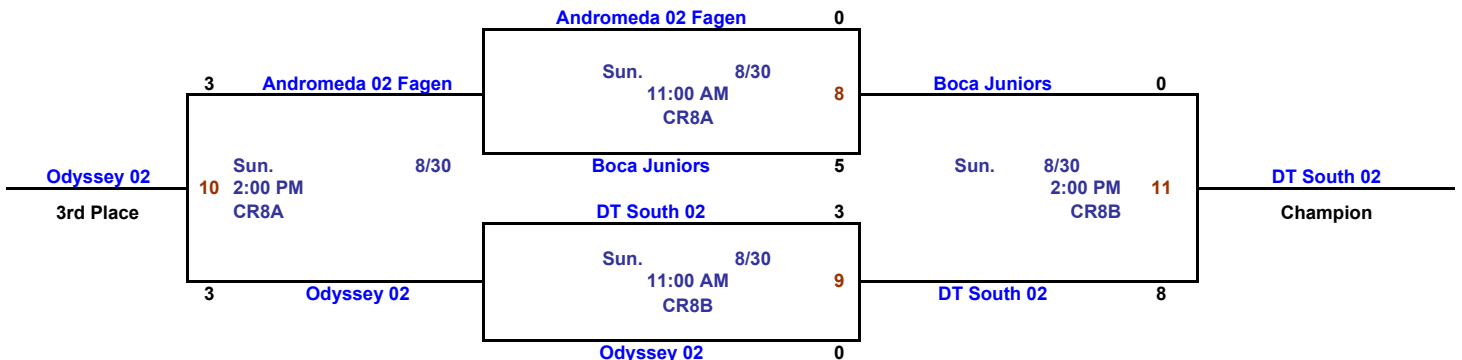 Andromeda 02 Fagen 0
Sun. 8/30
3 Andromeda 02 Fagen
11:00 AM 8
Boca Juniors 0
CR8A
Boca Juniors 5
Odyssey 02
3rd Place
10 Sun. 8/30
2:00 PM
CR8A
Sun. 8/30
2:00 PM 11
CR8B
DT South 02
Champion
DT South 02 3
Sun. 8/30
11:00 AM 9
CR8B
3 Odyssey 02
DT South 02 8
Odyssey 02 0